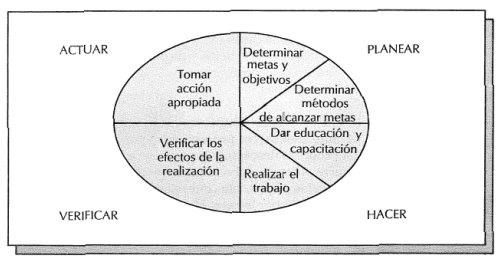 ACTUAR
PLANEAR
Determinar
metas y
objetivos
Tomar
acción
apropiada
Determinar
métodos
de alcanzar metas
Dar educación y
capacitación
Verificar los
efectos de la
realización
Realizar el
trabajo
VERIFICAR
HACER